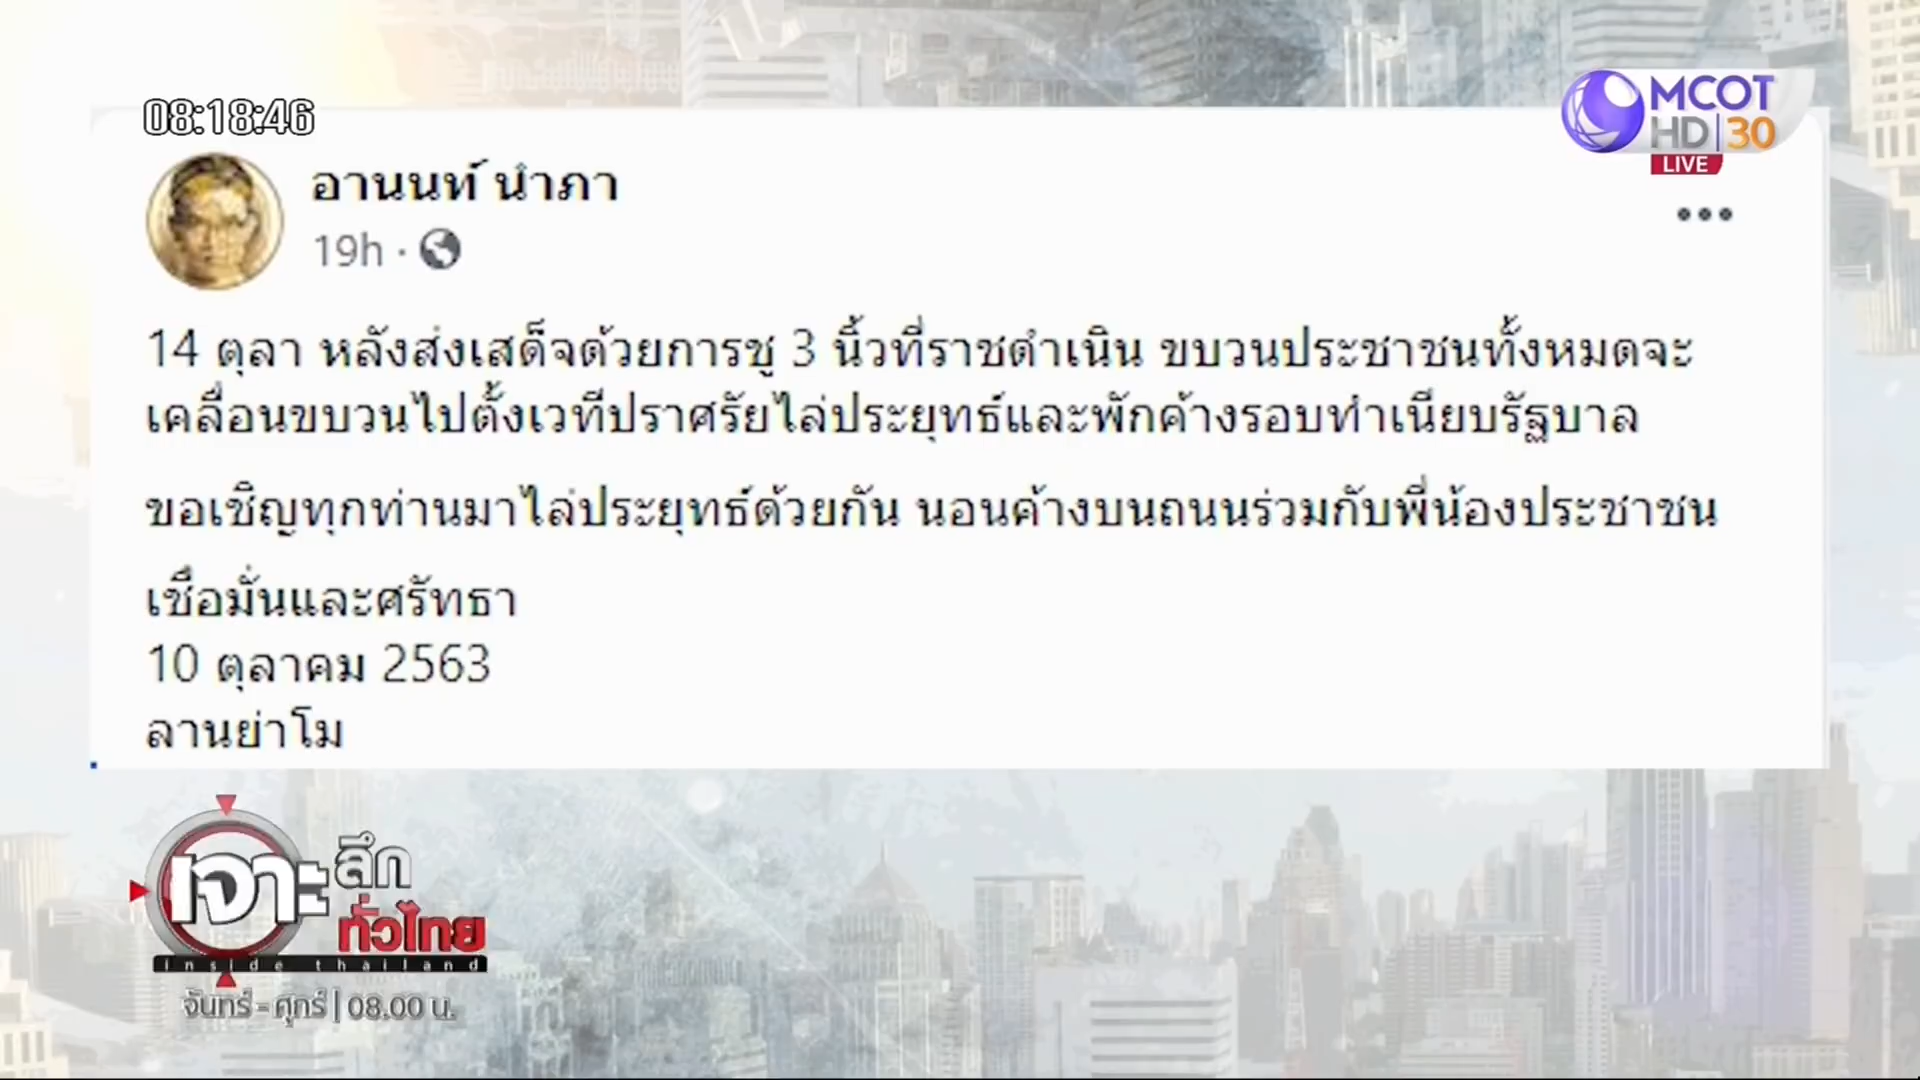 08:18:46
MCOT
HD 30
LIVE
อานนท์ นำภา
19h ·
14 ตุลา หลังส่งเสด็จด้วยการชู 3 นิ้วที่ราชดำเนิน ขบวนประชาชนทั้งหมดจะ
เคลื่อนขบวนไปตั้งเวทีปราศรัยไล่ประยุทธ์และพักค้างรอบทำเนียบรัฐบาล
ขอเชิญทุกท่านมาไล่ประยุทธ์ด้วยกัน นอนค้างบนถนนร่วมกับพี่น้องประชาชน
เชื่อมั่นและศรัทธา
10 ตุลาคม 2563
ลานย่าโม
เจาะลึก
ทั่วไทย
inside thailand
จันทร์ - ศุกร์ | 08.00 น.